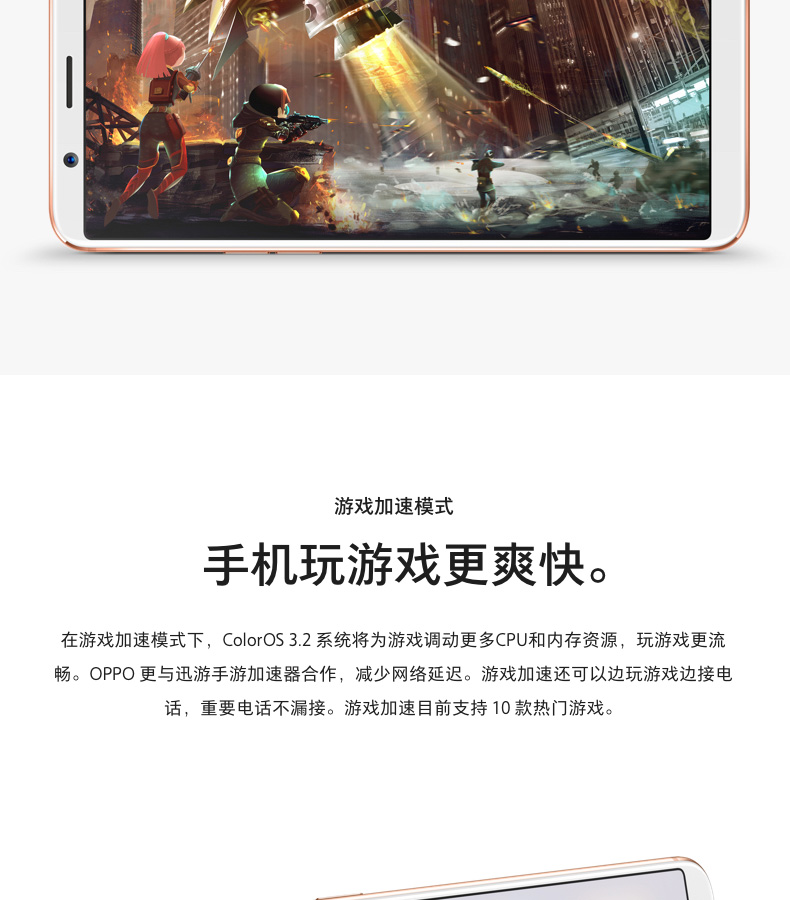 游戏加速模式
手机玩游戏更爽快。
在游戏加速模式下，ColorOS 3.2 系统将为游戏调动更多CPU和内存资源，玩游戏更流
畅。OPPO 更与迅游手游加速器合作，减少网络延迟。游戏加速还可以边玩游戏边接电
话，重要电话不漏接。游戏加速目前支持 10 款热门游戏。